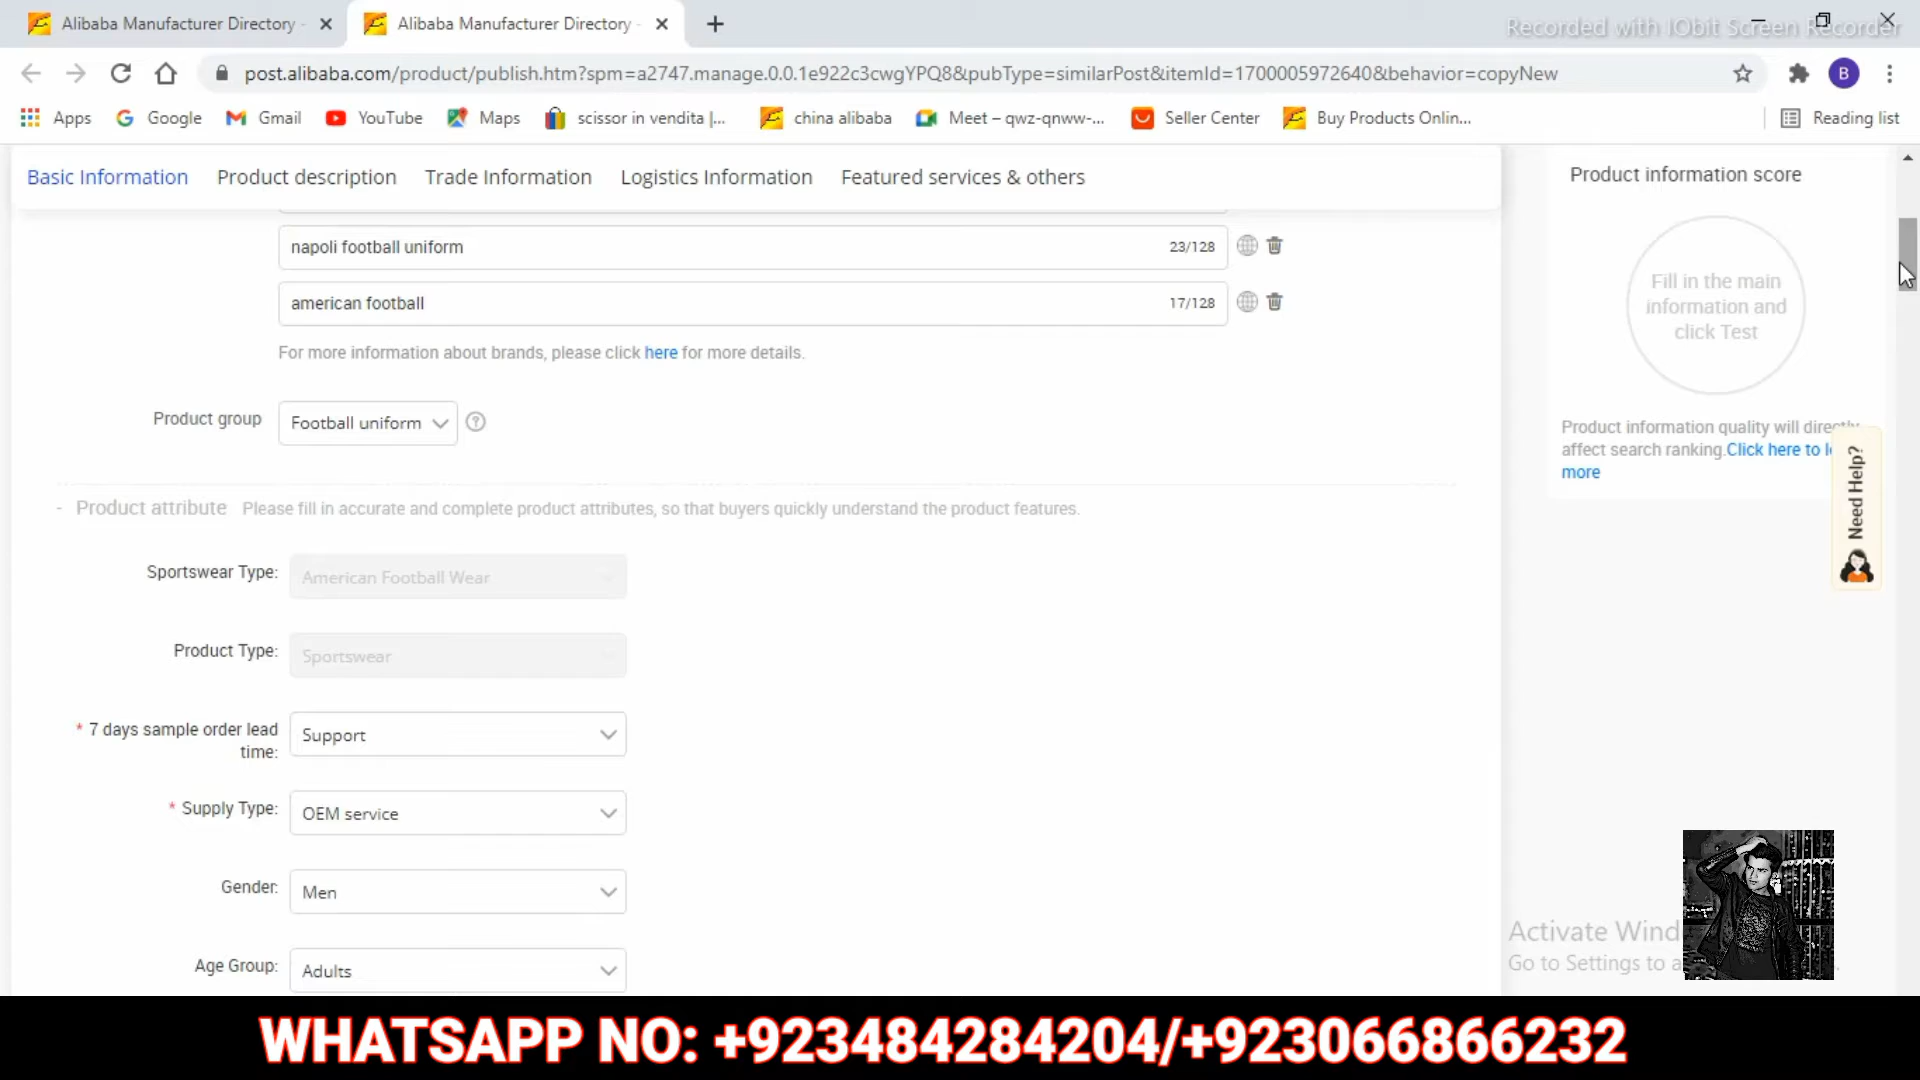 Alibaba Manufacturer Directory
Alibaba Manufacturer Directory -
Recorded with IObit Screen Recorder
post.alibaba.com/product/publish.htm?spm=a2747.manage.0.0.1e922c3cwgYPQ8&pubType=similarPost&itemId=1700005972640&behavior=copyNew
B
Apps
Google
Gmail
YouTube
Maps
scissor in vendita |...
china alibaba
Meet – qwz-qnww-...
Seller Center
Buy Products Onlin...
Reading list
Basic Information
Product description
Trade Information
Logistics Information
Featured services & others
Product information score
napoli football uniform
23/128
american football
17/128
For more information about brands, please click here for more details.
Fill in the main
information and
click Test
Product group
Football uniform
Product information quality will directly
affect search ranking.Click here to l
more
Need Help?
- Product attribute
Please fill in accurate and complete product attributes, so that buyers quickly understand the product features.
Sportswear Type:
American Football Wear
Product Type:
Sportswear
* 7 days sample order lead
time:
Support
* Supply Type:
OEM service
Gender:
Men
Age Group:
Adults
Activate Wind
Go to Settings to a
WHATSAPP NO: +923484284204/+923066866232